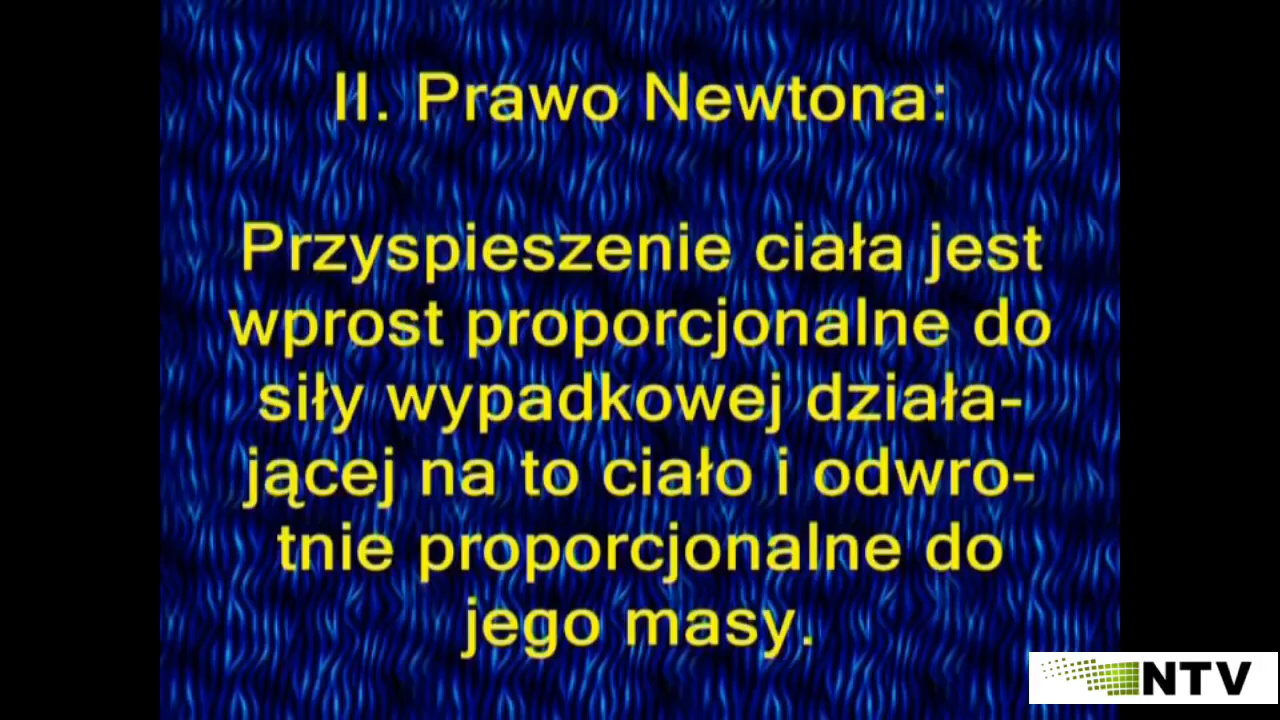 II. Prawo Newtona:
Przyspieszenie ciała jest
wprost proporcjonalne do
siły wypadkowej działa-
jącej na to ciało i odwro-
tnie proporcjonalne do
jego masy.
NTV